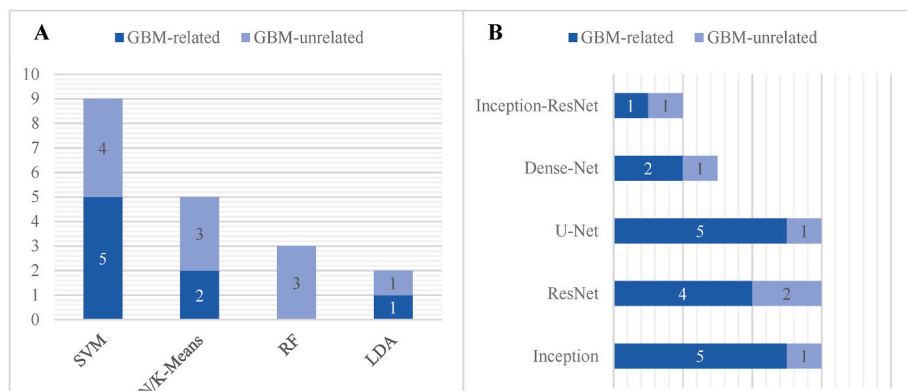 A
GBM-related GBM-unrelated
10
9
8
7
6
5
4
3
2
1
0
4
5
3
2
3
1
1
SVM
N/K-Means
RF
LDA
B
GBM-related GBM-unrelated
Inception-ResNet 1 1
Dense-Net 2 1
U-Net 5 1
ResNet 4 2
Inception 5 1